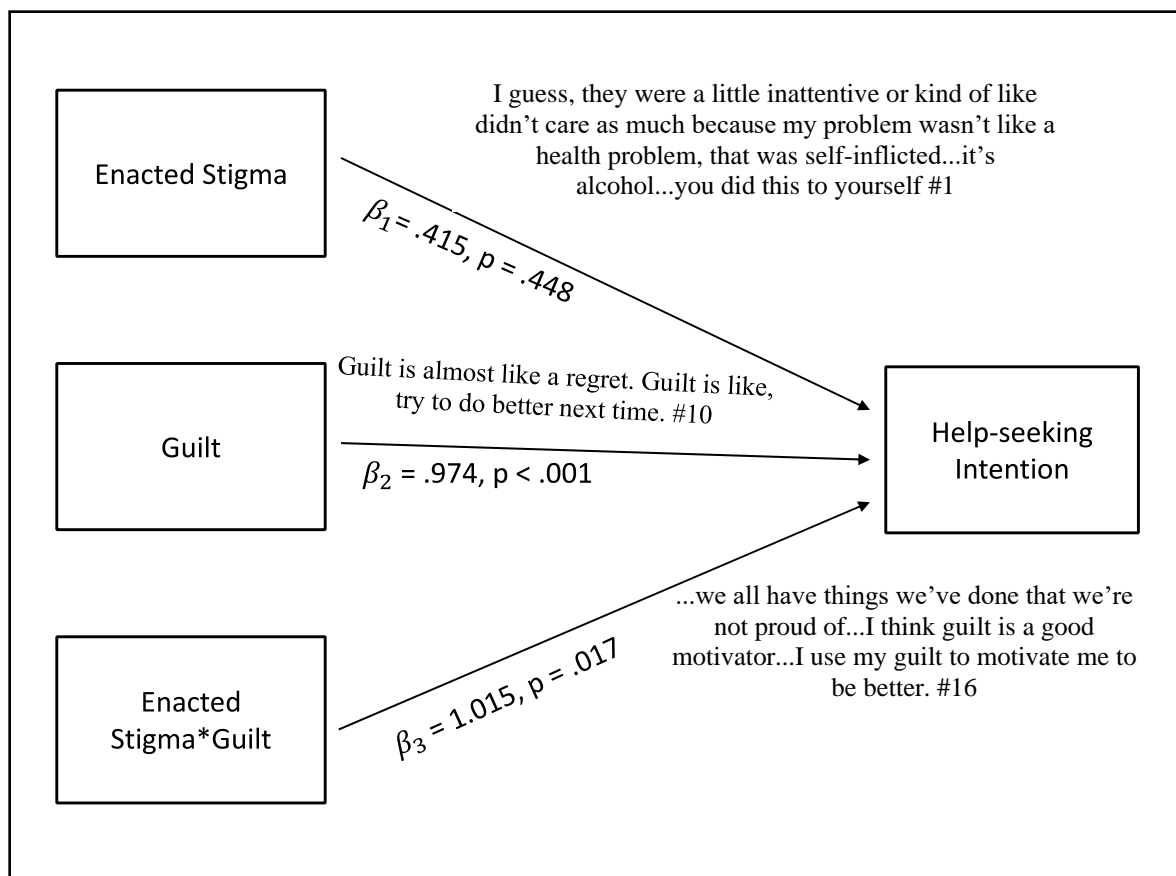 Enacted Stigma
I guess, they were a little inattentive or kind of like
didn’t care as much because my problem wasn’t like a
health problem, that was self-inflicted...it’s
alcohol...you did this to yourself #1
β₁ = .415, p = .448
Guilt
Guilt is almost like a regret. Guilt is like,
try to do better next time. #10
β₂ = .974, p < .001
Help-seeking
Intention
Enacted
Stigma*Guilt
β₃ = 1.015, p = .017
...we all have things we’ve done that we’re
not proud of...I think guilt is a good
motivator...I use my guilt to motivate me to
be better. #16